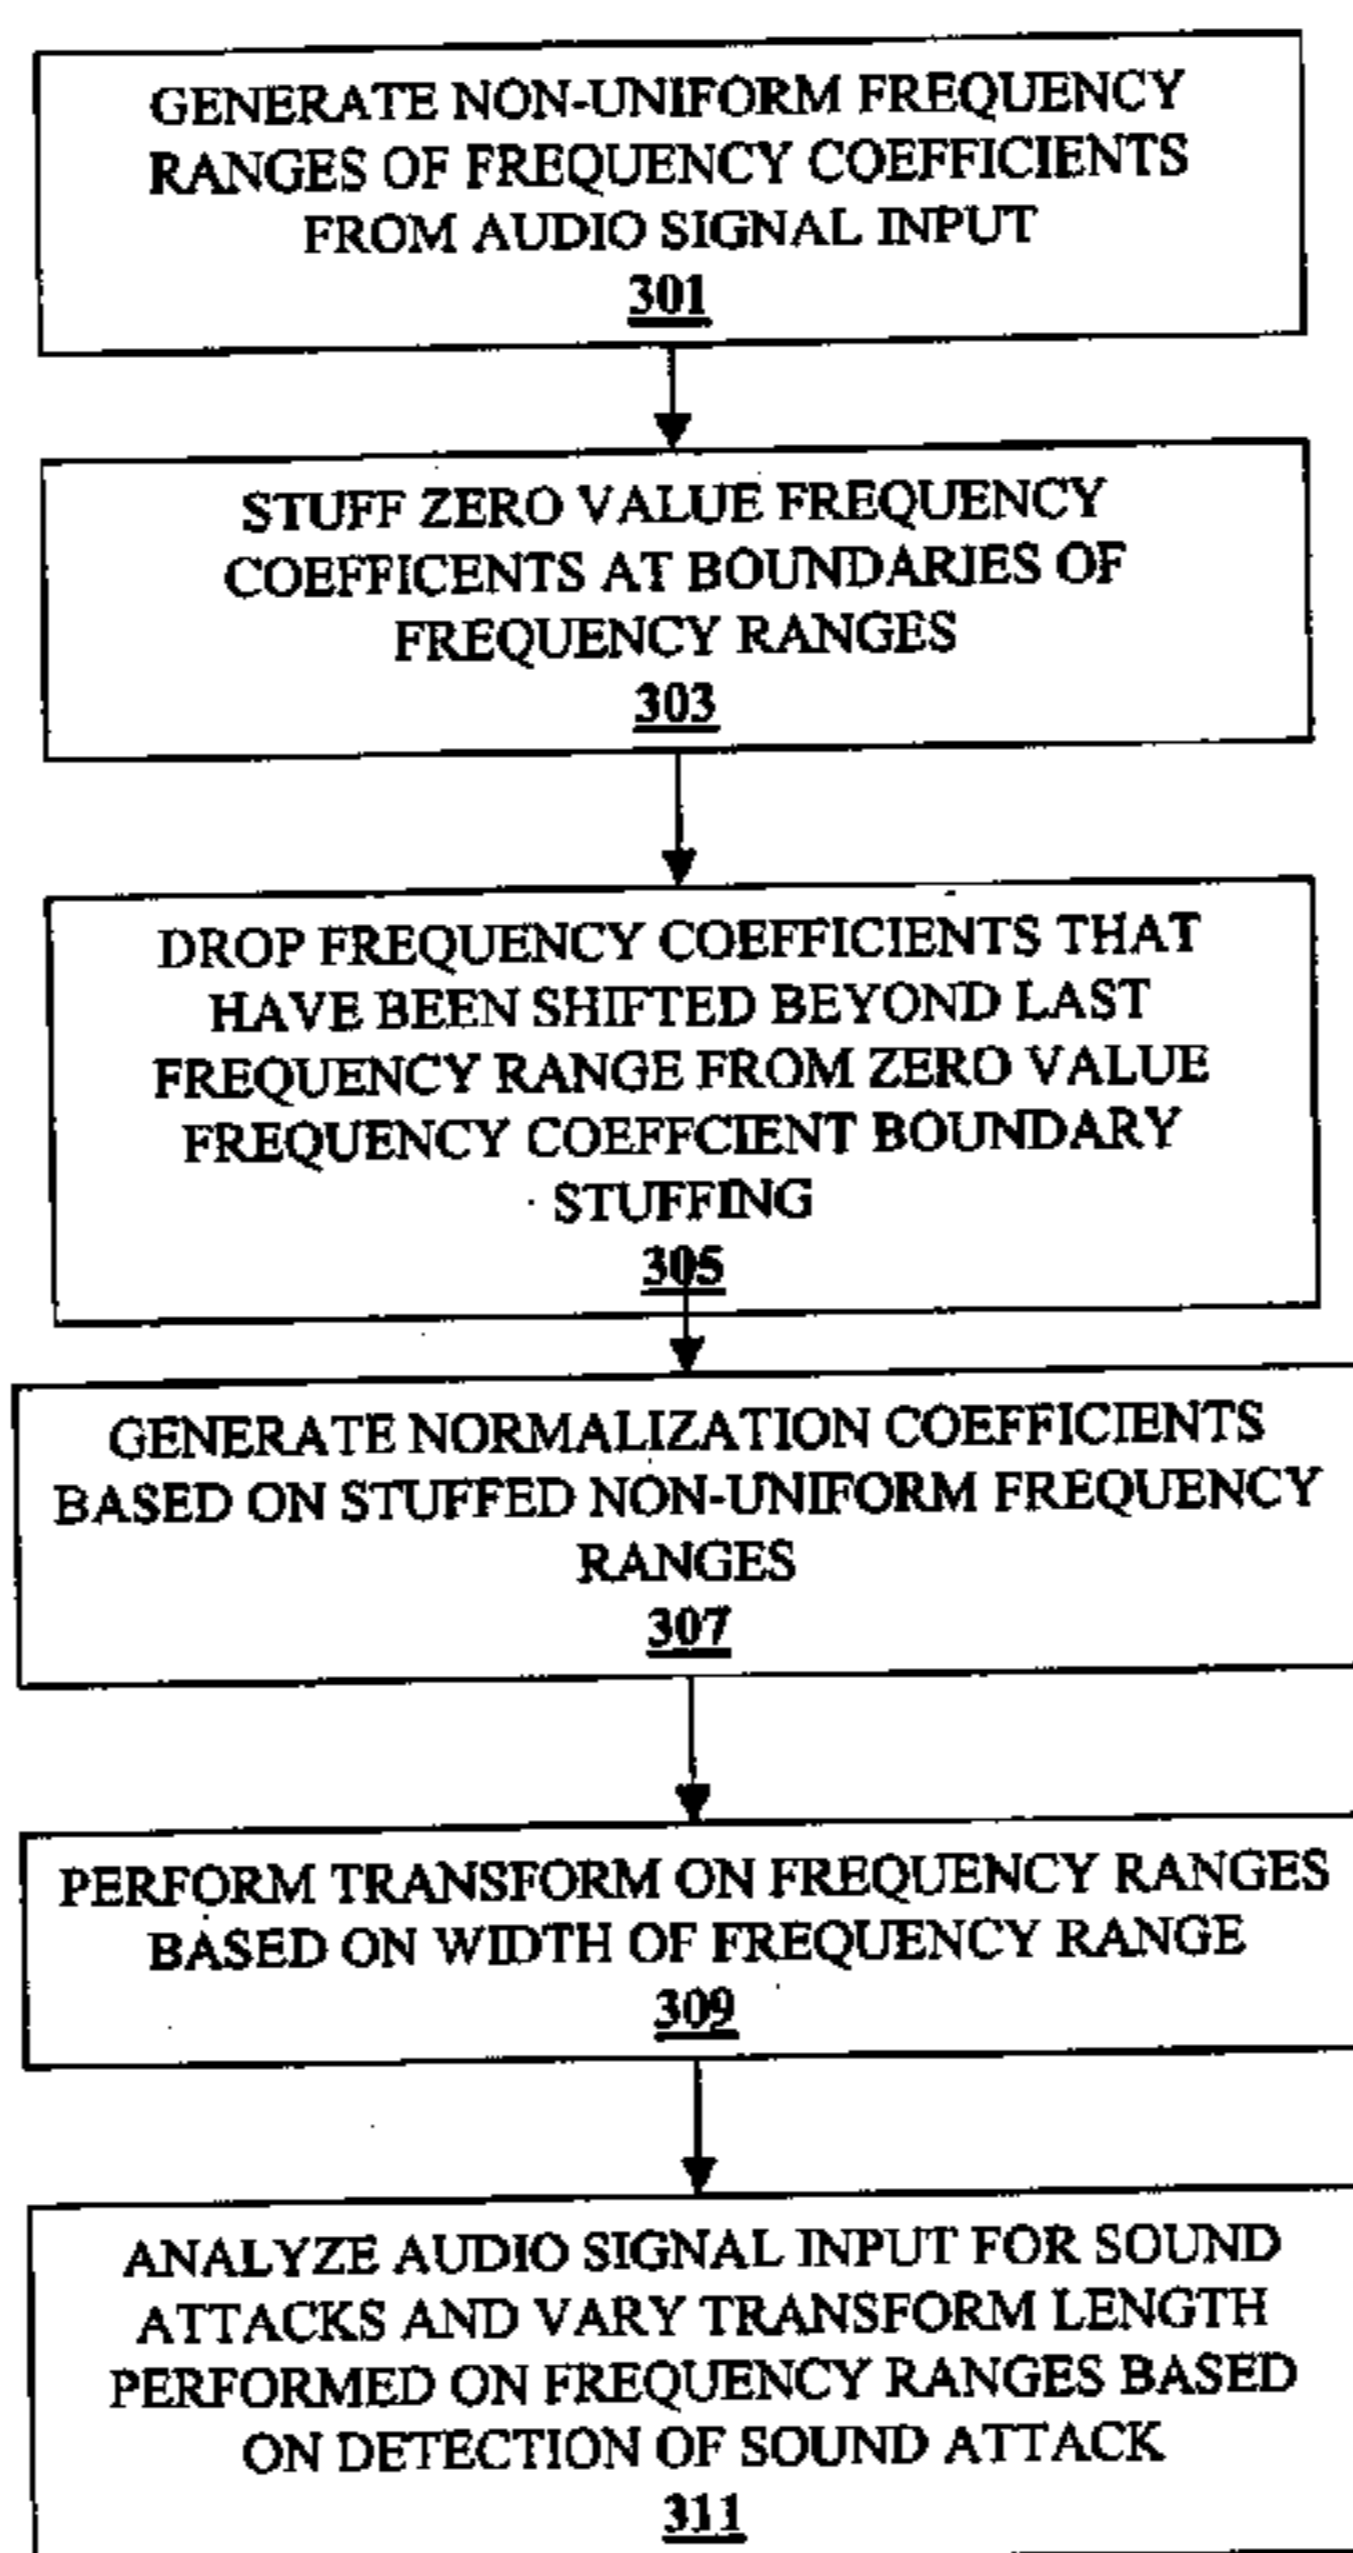 GENERATE NON-UNIFORM FREQUENCY
RANGES OF FREQUENCY COEFFICIENTS
FROM AUDIO SIGNAL INPUT
301
STUFF ZERO VALUE FREQUENCY
COEFFICENTS AT BOUNDARIES OF
FREQUENCY RANGES
303
DROP FREQUENCY COEFFICIENTS THAT
HAVE BEEN SHIFTED BEYOND LAST
FREQUENCY RANGE FROM ZERO VALUE
FREQUENCY COEFFCIENT BOUNDARY
STUFFING
305
GENERATE NORMALIZATION COEFFICIENTS
BASED ON STUFFED NON-UNIFORM FREQUENCY
RANGES
307
PERFORM TRANSFORM ON FREQUENCY RANGES
BASED ON WIDTH OF FREQUENCY RANGE
309
ANALYZE AUDIO SIGNAL INPUT FOR SOUND
ATTACKS AND VARY TRANSFORM LENGTH
PERFORMED ON FREQUENCY RANGES BASED
ON DETECTION OF SOUND ATTACK
311